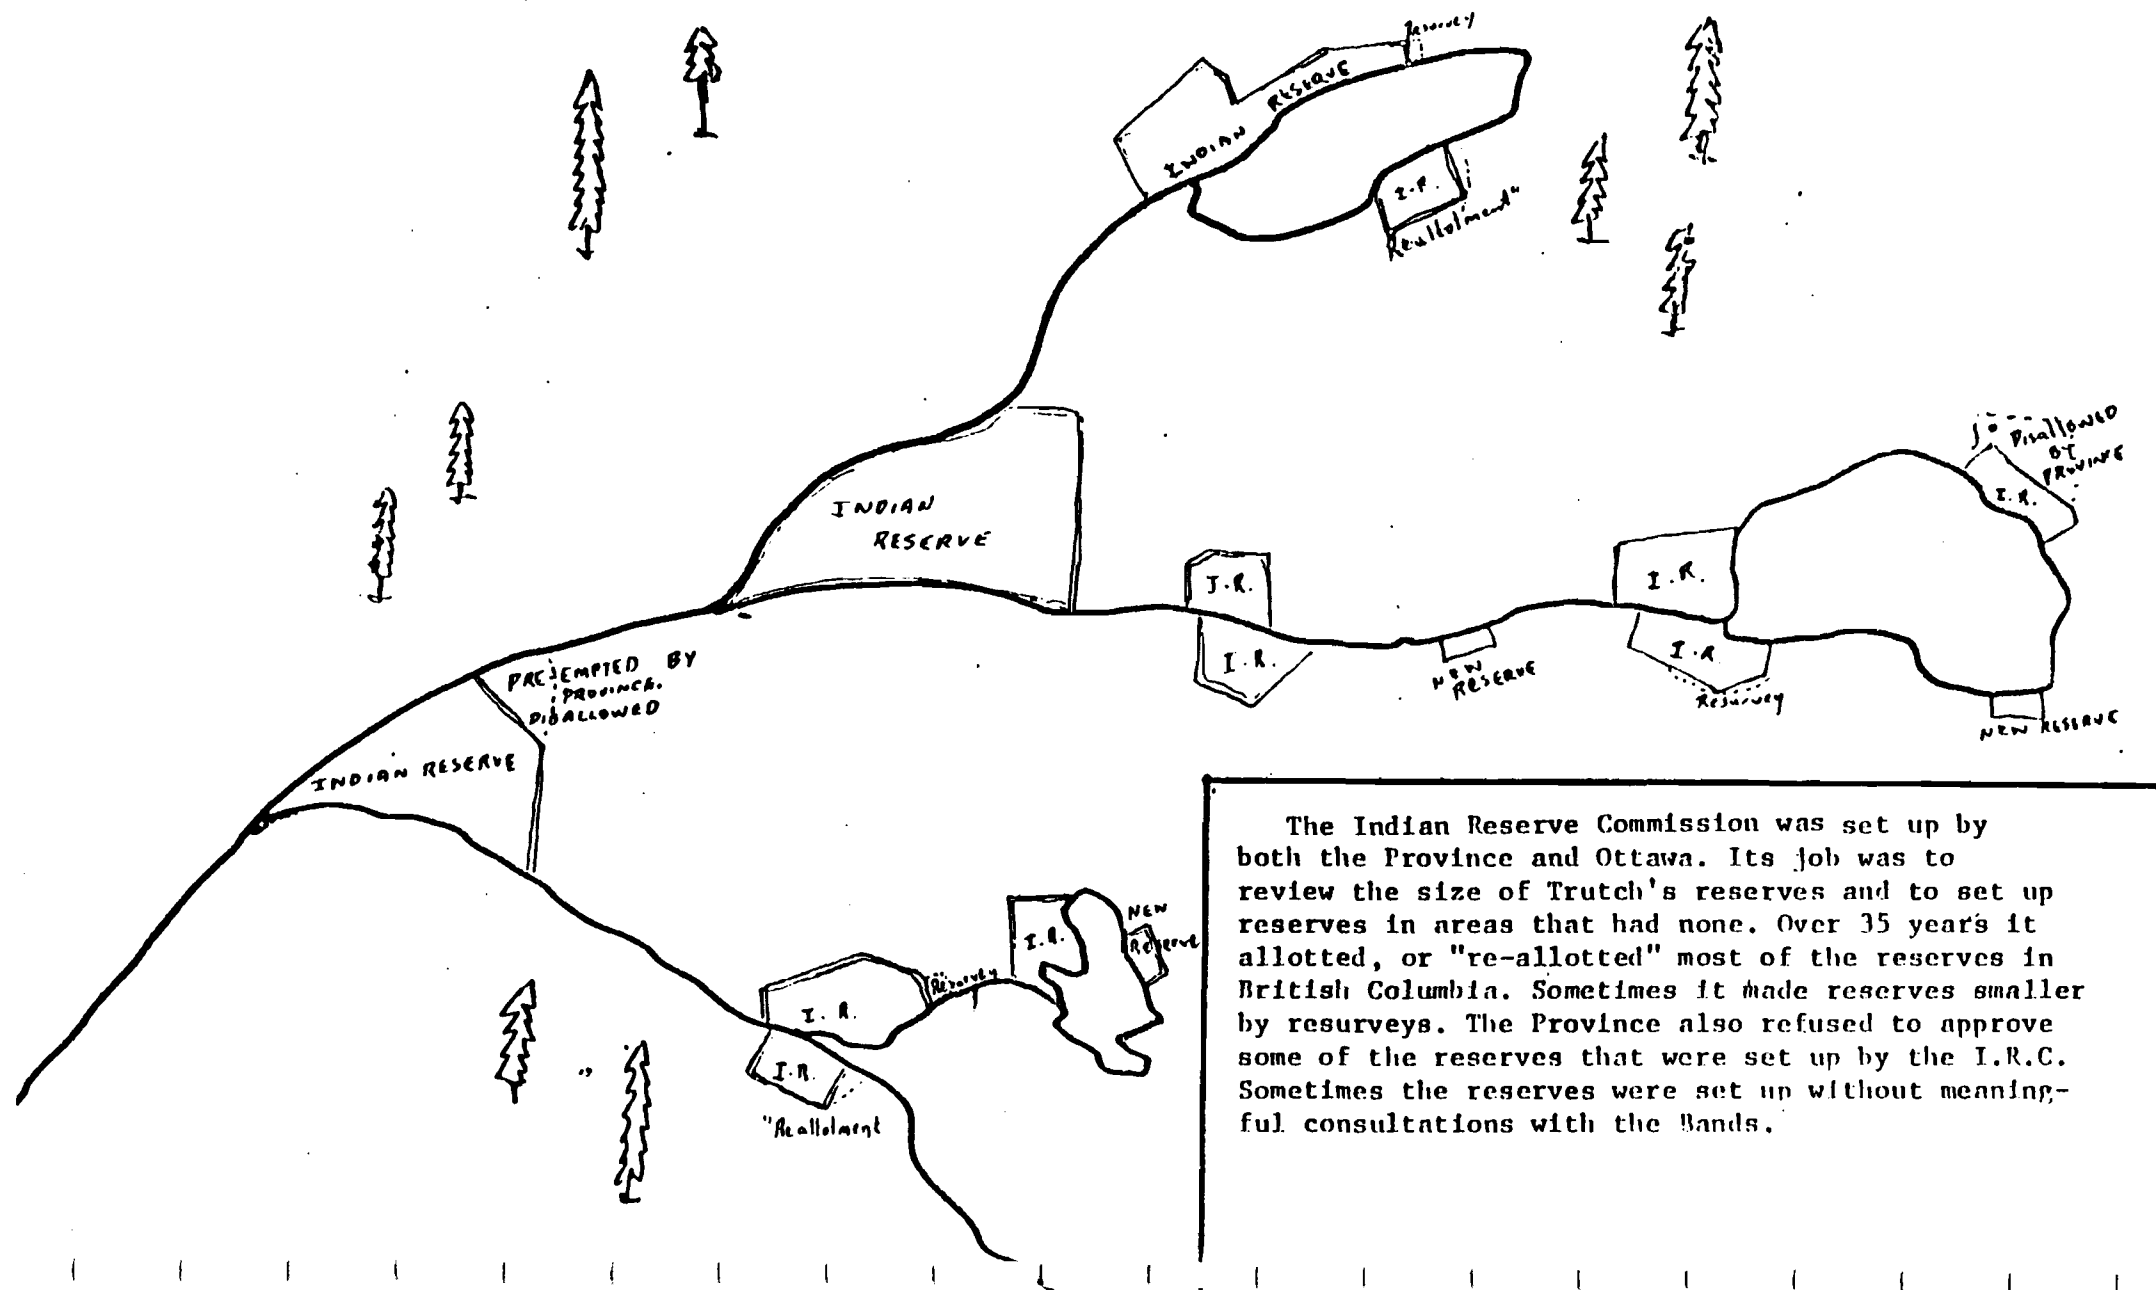 Resurvey
INDIAN RESERVE
I.R.
Reallotment"
INDIAN
RESERVE
Disallowed
BY
PROVINCE
I.R.
I.R.
I.R.
I.R.
I.R.
Resurvey
NEW
RESERVE
NEW RESERVE
PRE EMPTED BY
PROVINCE.
DISALLOWED
INDIAN RESERVE
I.R.
NEW
Reserve
Resurvey
I.R.
I.R.
"Reallotment
The Indian Reserve Commission was set up by
both the Province and Ottawa. Its job was to
review the size of Trutch's reserves and to set up
reserves in areas that had none. Over 35 years it
allotted, or "re-allotted" most of the reserves in
British Columbia. Sometimes it made reserves smaller
by resurveys. The Province also refused to approve
some of the reserves that were set up by the I.R.C.
Sometimes the reserves were set up without meaning-
ful consultations with the Bands.